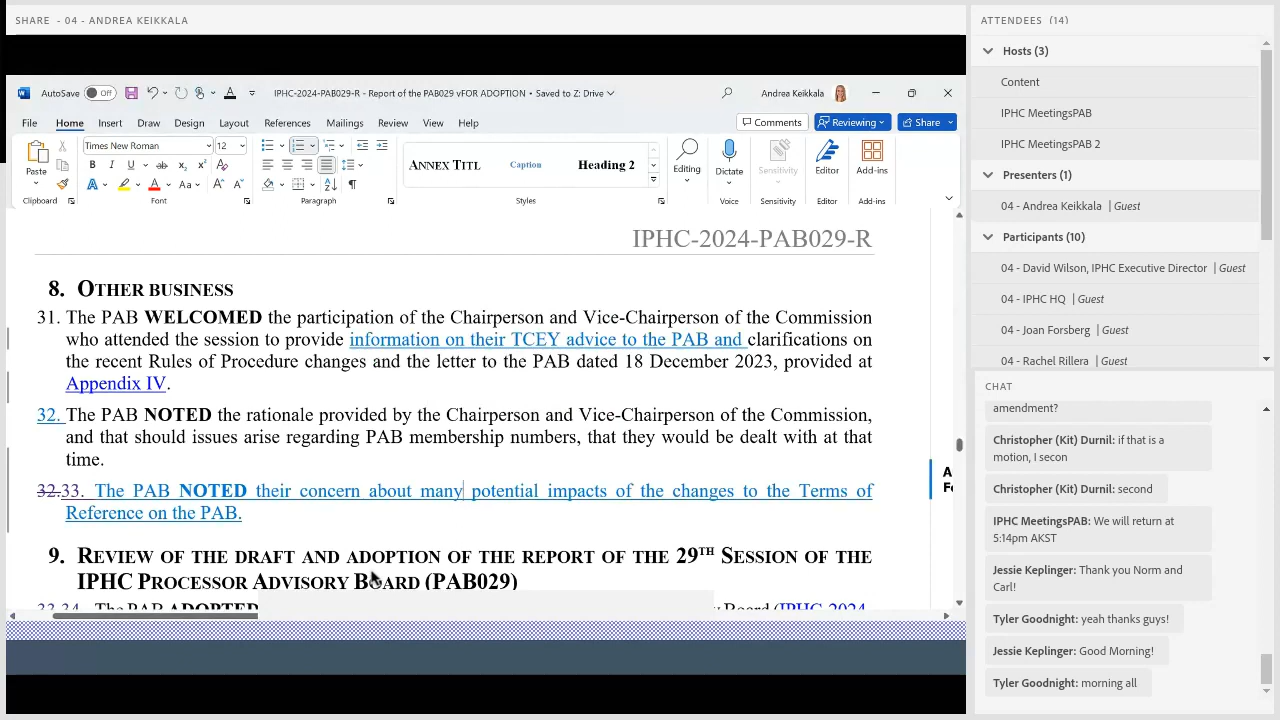 SHARE - 04 - ANDREA KEIKKALA
AutoSave Off
IPHC-2024-PAB029-R - Report of the PAB029 vFOR ADOPTION • Saved to Z: Drive
Andrea Keikkala
File Home Insert Draw Design Layout References Mailings Review View Help
Comments Reviewing Share
Times New Roman 12
Paste
B I U ab x₂ x²
A A Aa A A
ANNEX TITL Caption Heading 2
Editing Dictate Sensitivity Editor Add-ins
Clipboard Font Paragraph Styles Voice Sensitivity Editor Add-ins
IPHC-2024-PAB029-R
8. OTHER BUSINESS
31. The PAB WELCOMED the participation of the Chairperson and Vice-Chairperson of the Commission
who attended the session to provide information on their TCEY advice to the PAB and clarifications on
the recent Rules of Procedure changes and the letter to the PAB dated 18 December 2023, provided at
Appendix IV.
32. The PAB NOTED the rationale provided by the Chairperson and Vice-Chairperson of the Commission,
and that should issues arise regarding PAB membership numbers, that they would be dealt with at that
time.
32.33. The PAB NOTED their concern about many potential impacts of the changes to the Terms of
Reference on the PAB.
9. REVIEW OF THE DRAFT AND ADOPTION OF THE REPORT OF THE 29TH SESSION OF THE
IPHC PROCESSOR ADVISORY BOARD (PAB029)
33.34. The PAB ADOPTED
Board (IPHC-2024-
ATTENDEES (14)
Hosts (3)
Content
IPHC MeetingsPAB
IPHC MeetingsPAB 2
Presenters (1)
04 - Andrea Keikkala | Guest
Participants (10)
04 - David Wilson, IPHC Executive Director | Guest
04 - IPHC HQ | Guest
04 - Joan Forsberg | Guest
04 - Rachel Rillera | Guest
CHAT
amendment?
Christopher (Kit) Durnil: if that is a
motion, I secon
Christopher (Kit) Durnil: second
IPHC MeetingsPAB: We will return at
5:14pm AKST
Jessie Keplinger: Thank you Norm and
Carl!
Tyler Goodnight: yeah thanks guys!
Jessie Keplinger: Good Morning!
Tyler Goodnight: morning all